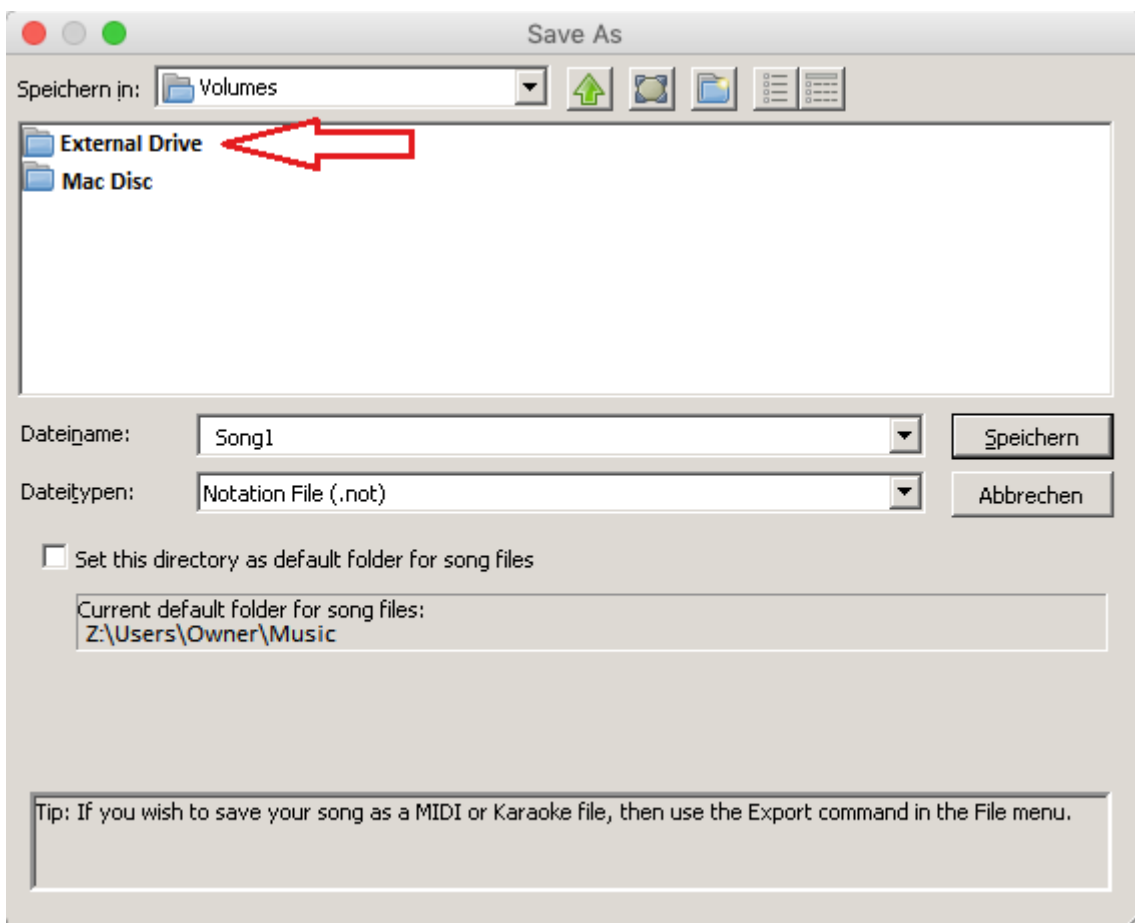 Save As
Speichern in: Volumes
External Drive
Mac Disc
Dateiname: Song1 Speichern
Dateitypen: Notation File (.not) Abbrechen
Set this directory as default folder for song files
Current default folder for song files:
Z:\Users\Owner\Music
Tip: If you wish to save your song as a MIDI or Karaoke file, then use the Export command in the File menu.